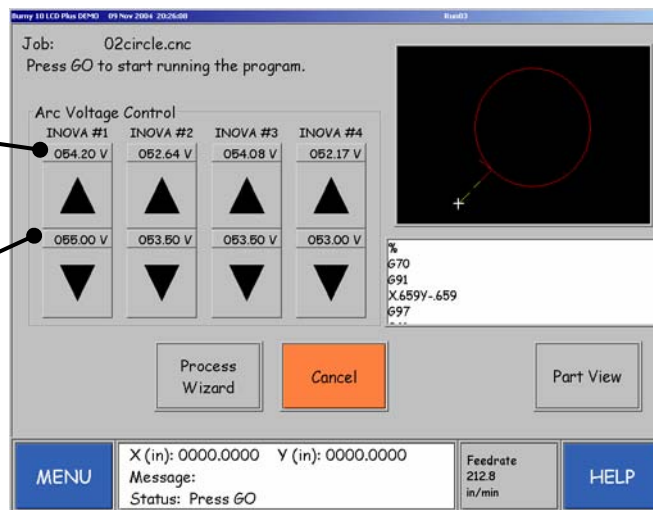 Burny 10 LCD Plus DEMO 09 Nov 2004 20:26:08 Run03
Job: 02circle.cnc
Press GO to start running the program.
Arc Voltage Control
INOVA #1 INOVA #2 INOVA #3 INOVA #4
054.20 V 052.64 V 054.08 V 052.17 V
055.00 V 053.50 V 053.50 V 053.00 V
%
G70
G91
X.659Y-.659
G97
Process
Wizard
Cancel
Part View
MENU
X (in): 0000.0000 Y (in): 0000.0000
Message:
Status: Press GO
Feedrate
212.8
in/min
HELP